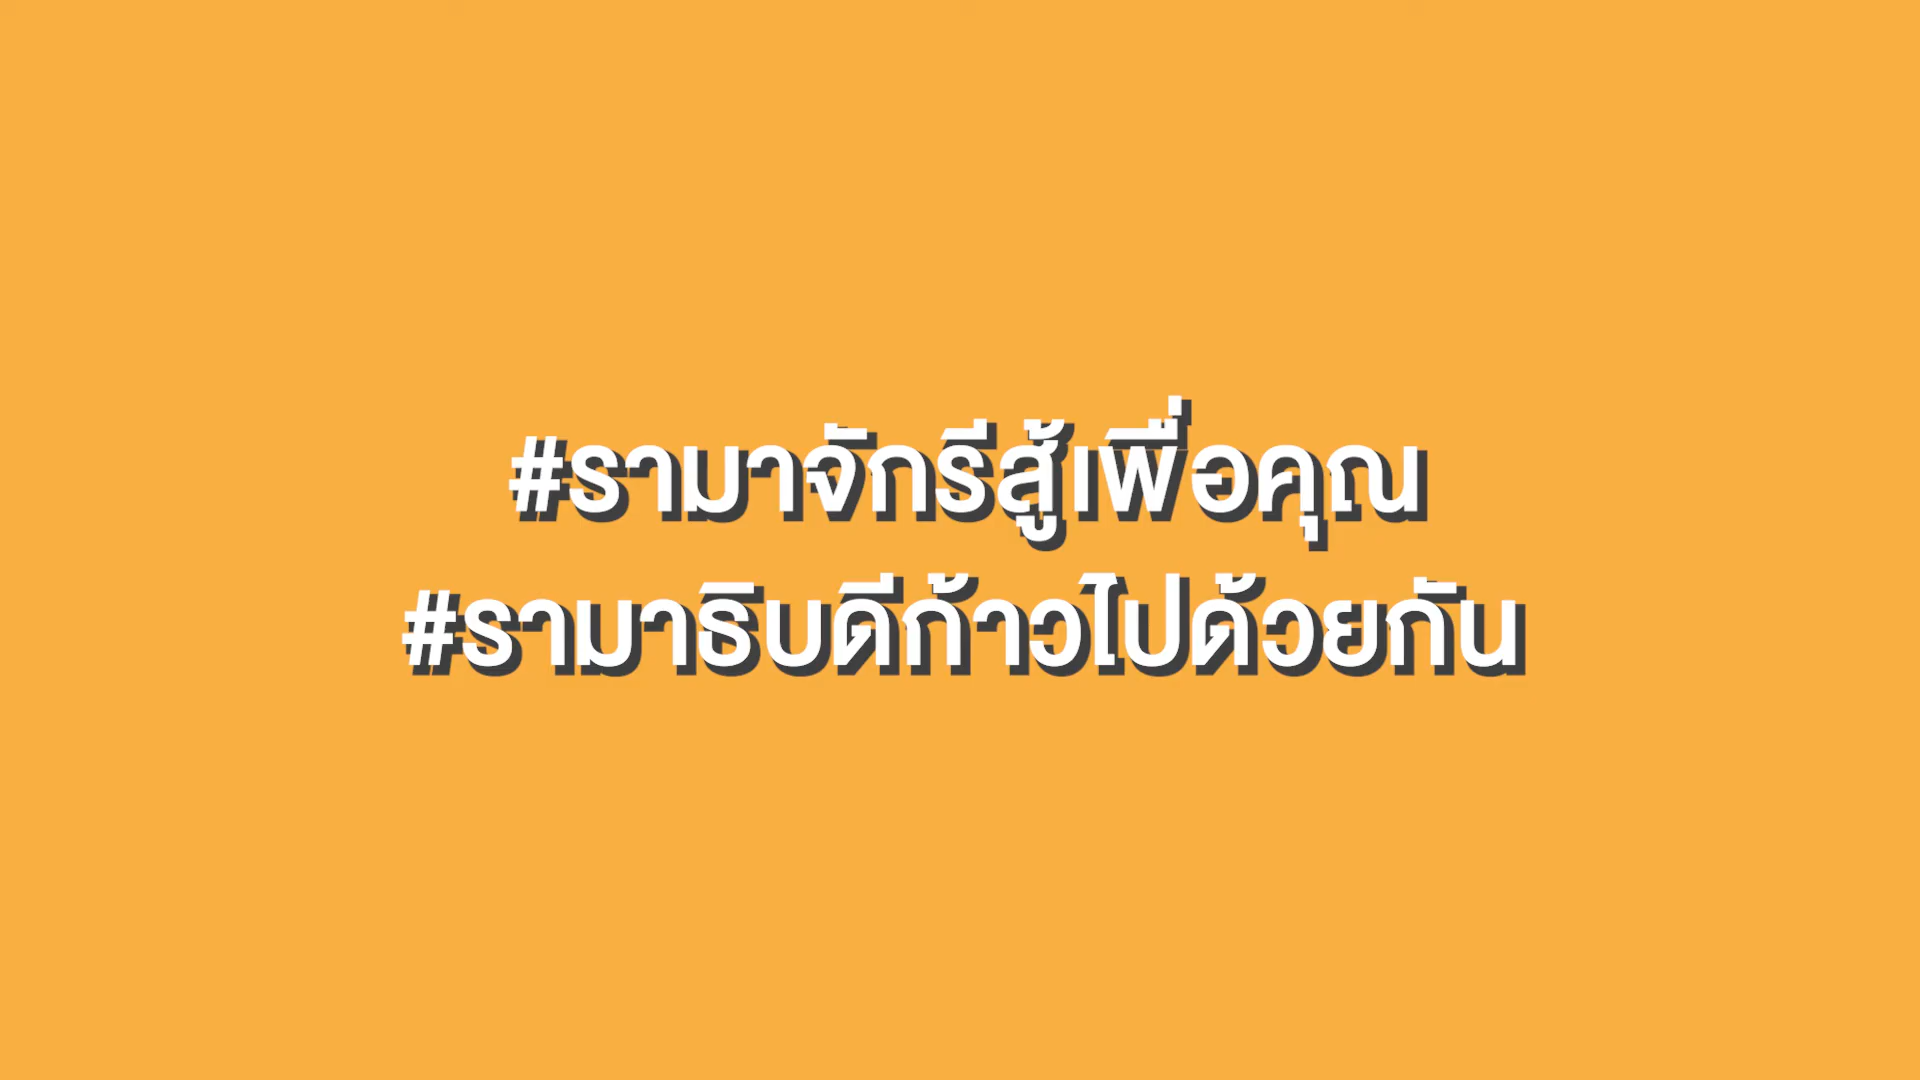 #รามาจักรีสู้เพื่อคุณ
#รามาธิบดีก้าวไปด้วยกัน